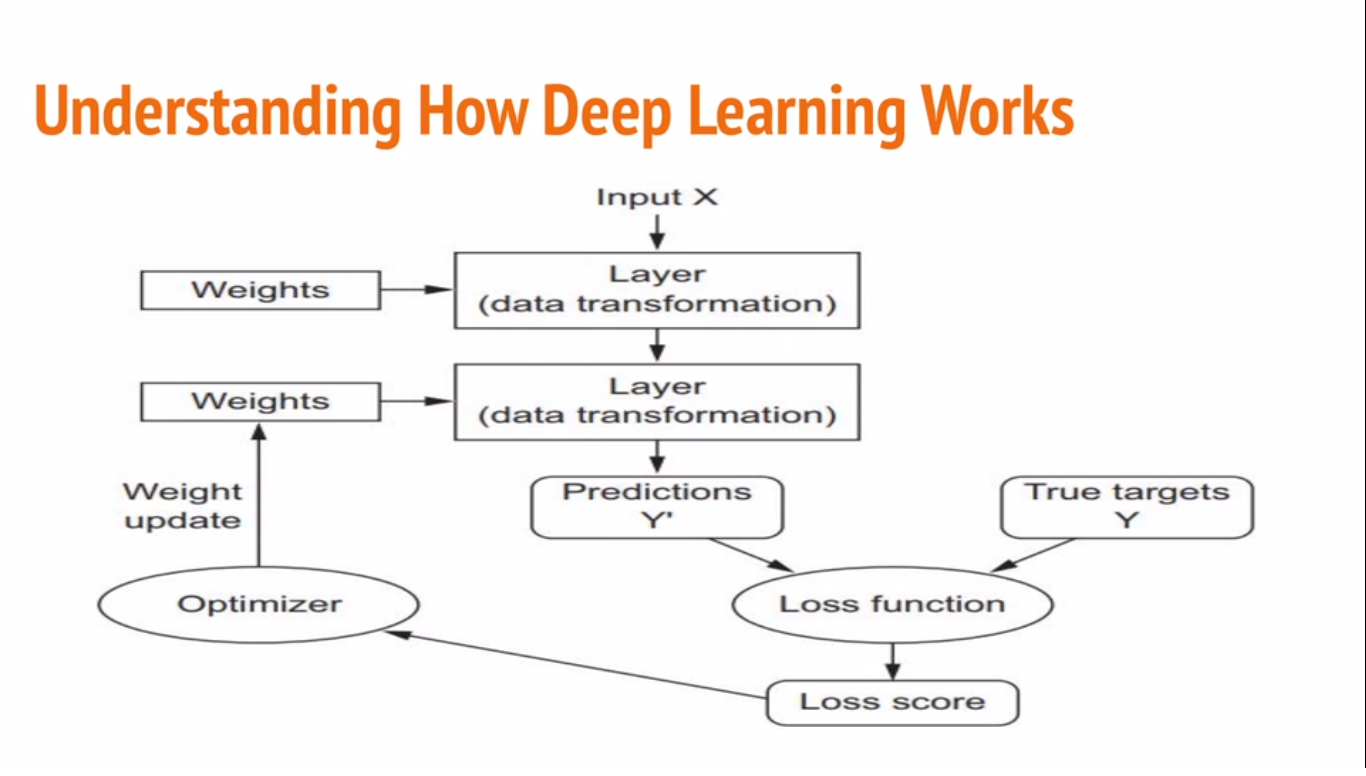 Understanding How Deep Learning Works
Input X
Weights
Layer
(data transformation)
Weights
Layer
(data transformation)
Weight
update
Predictions
Y'
True targets
Y
Optimizer
Loss function
Loss score